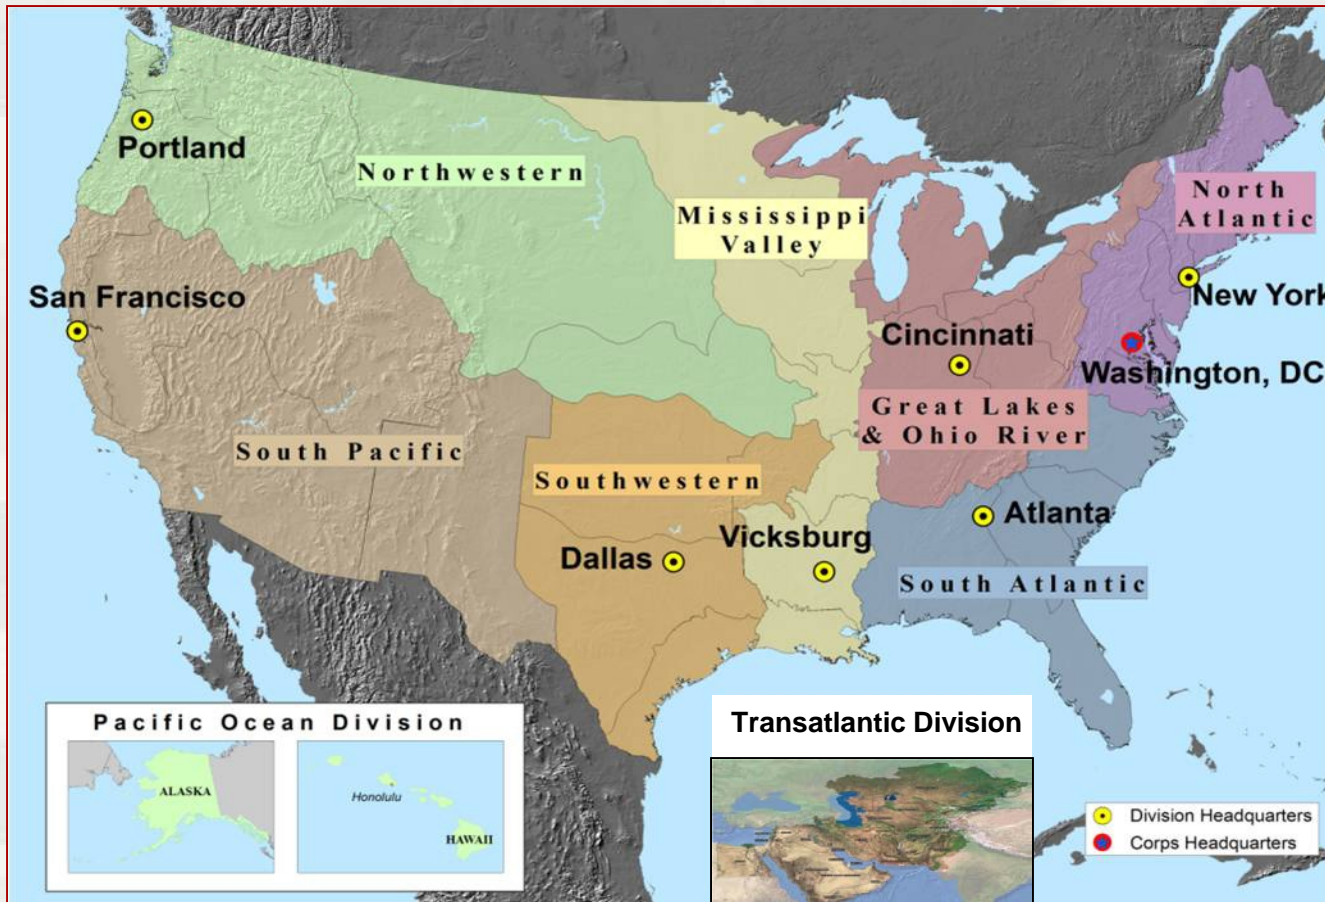 Portland
Northwestern
Mississippi
Valley
North
Atlantic
San Francisco
New York
Cincinnati
Washington, DC
Great Lakes
& Ohio River
South Pacific
Southwestern
Atlanta
Vicksburg
Dallas
South Atlantic
Pacific Ocean Division
ALASKA
Honolulu
HAWAII
Transatlantic Division
Division Headquarters
Corps Headquarters